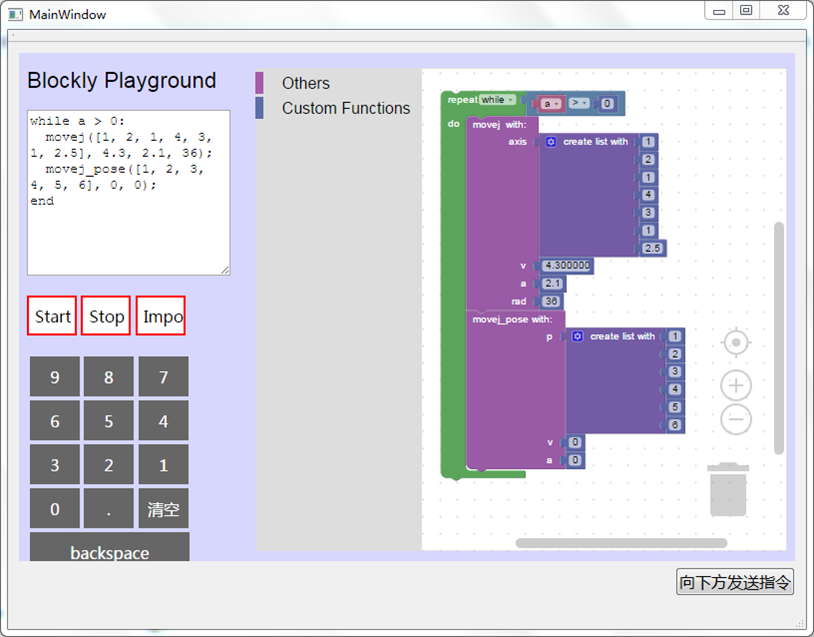 MainWindow
Blockly Playground
while a > 0:
  movej([1, 2, 1, 4, 3,
1, 2.5], 4.3, 2.1, 36);
  movej_pose([1, 2, 3,
4, 5, 6], 0, 0);
end
Start Stop Impo
9 8 7
6 5 4
3 2 1
0 . 清空
backspace
Others
Custom Functions
repeat while a > 0
do movej with:
axis create list with 1
2
1
4
3
1
2.5
v 4.300000
a 2.1
rad 36
movej_pose with:
p create list with 1
2
3
4
5
6
v 0
a 0
向下方发送指令